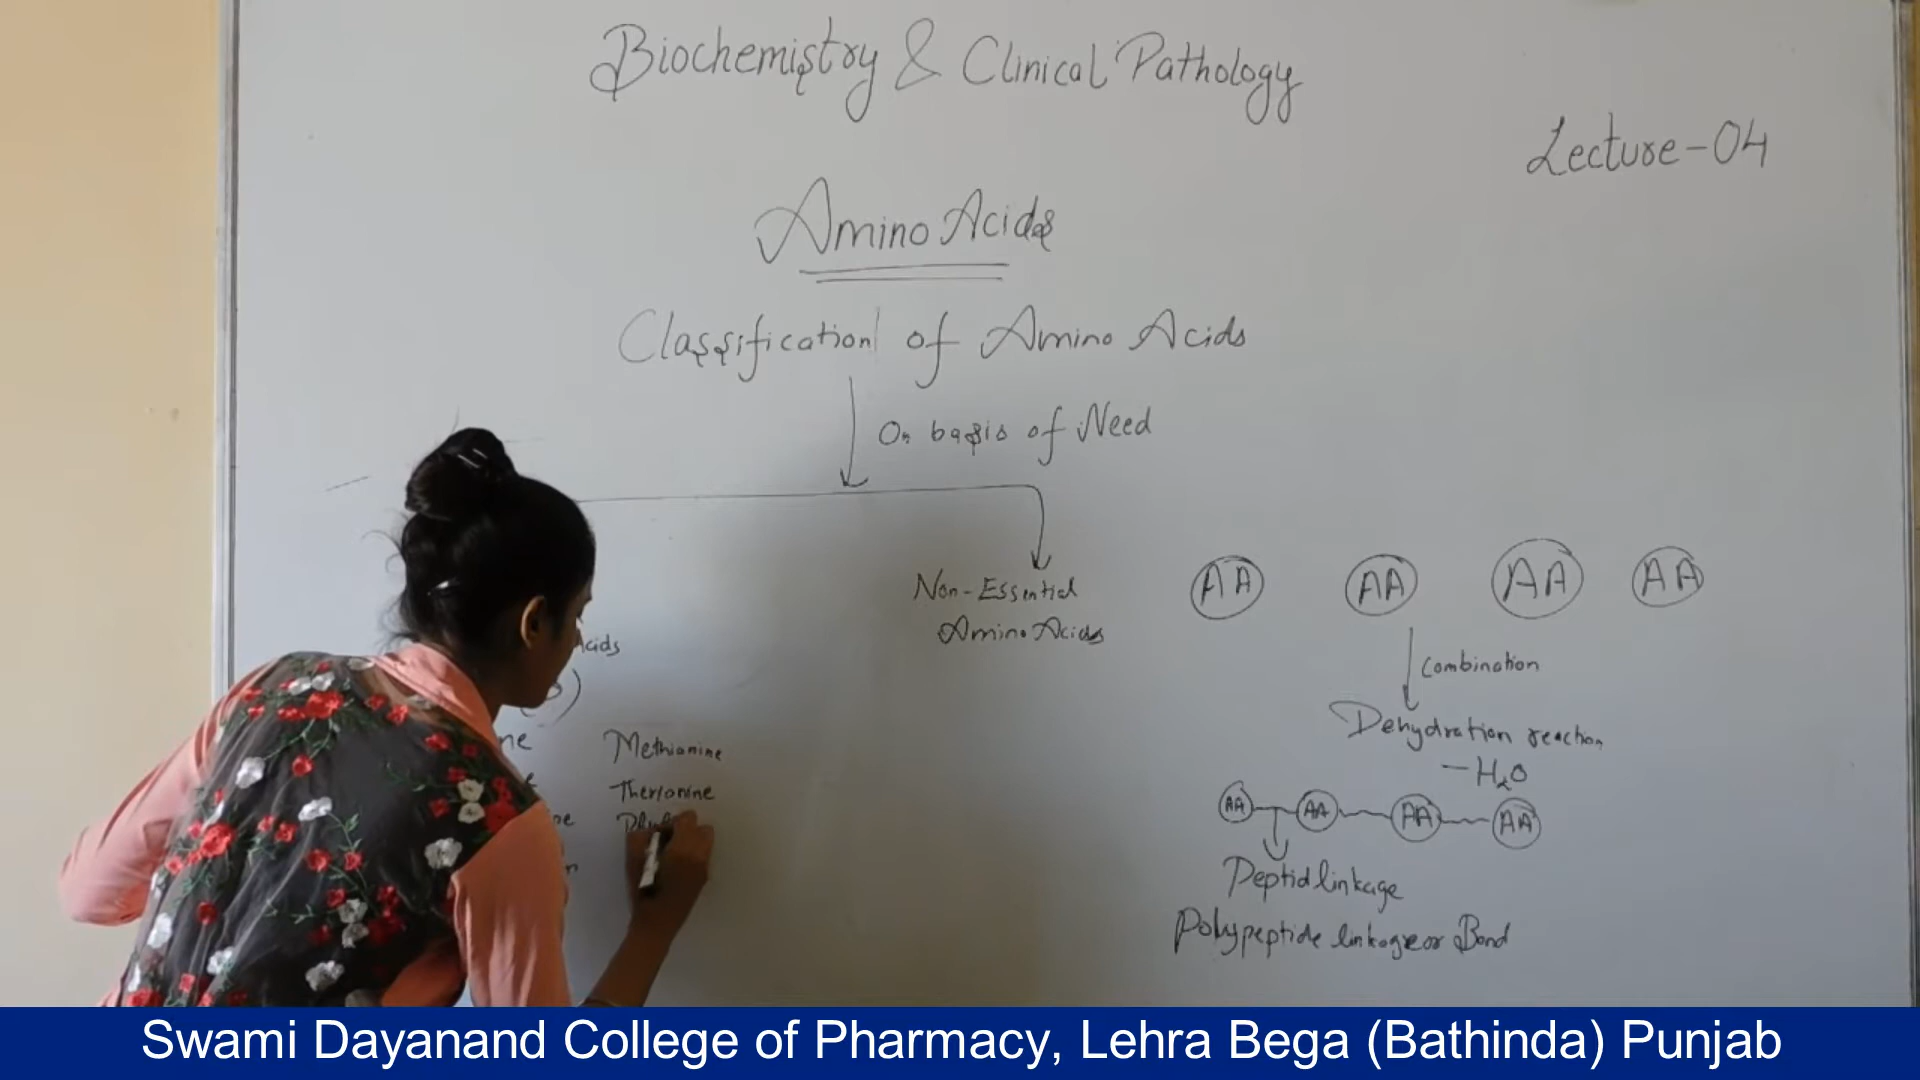 Biochemistry & Clinical Pathology
Lecture-04
Amino Acids
Classification of Amino Acids
On basis of Need
Non-Essential
Amino Acids
Acids
Methionine
Therionine
AA AA AA AA
Combination
Dehydration reaction
-H2O
AA AA AA AA
Peptid linkage
Polypeptide linkage or Bond
Swami Dayanand College of Pharmacy, Lehra Bega (Bathinda) Punjab